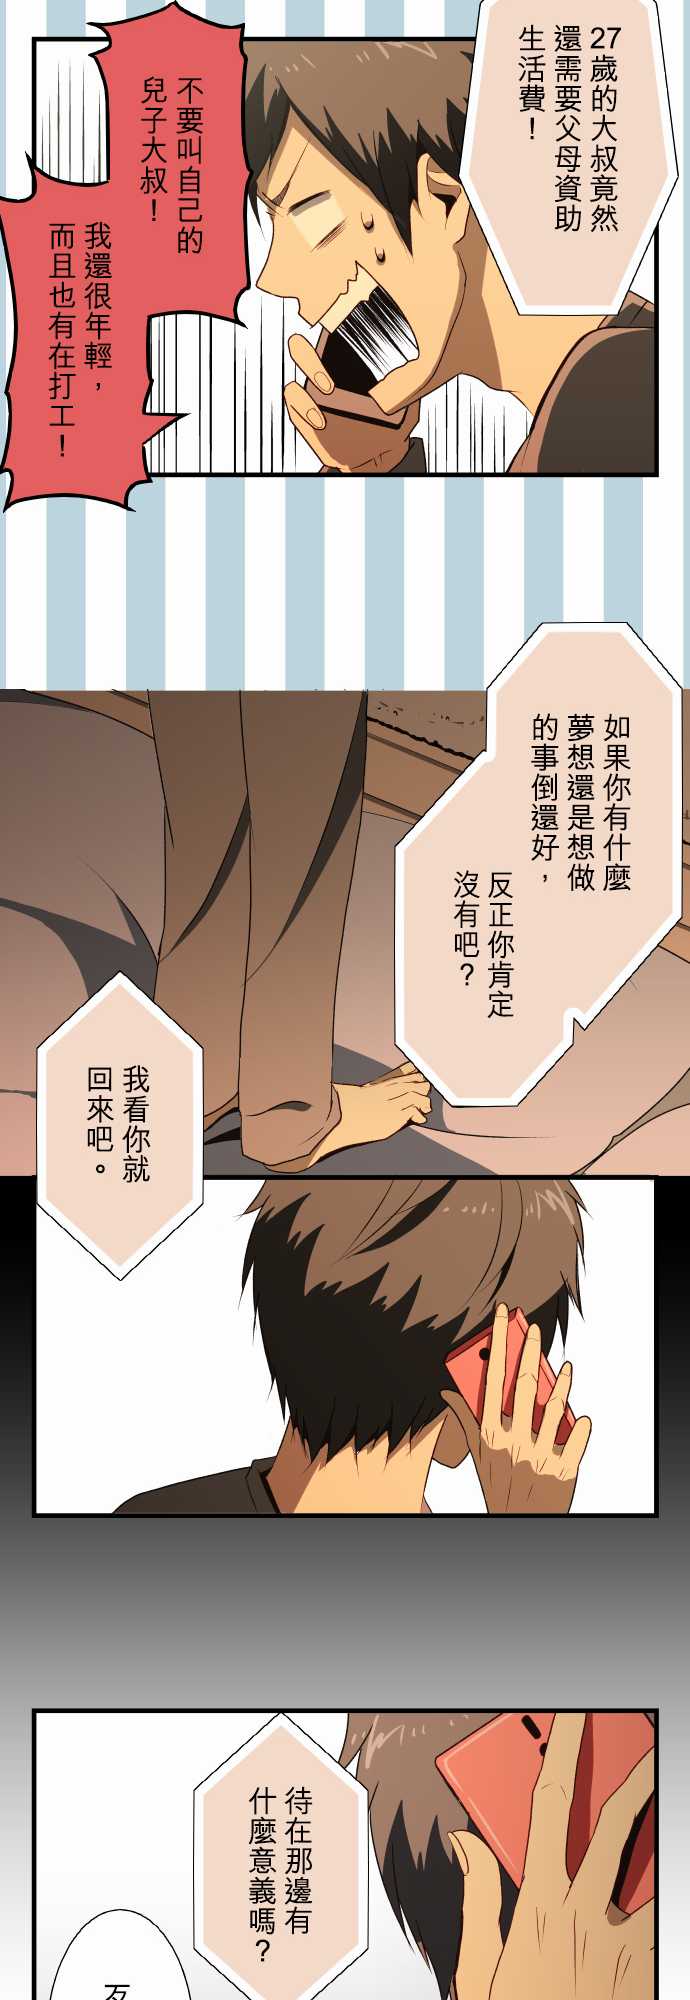 27歲的大叔竟然
還需要父母資助
生活費！
不要叫自己的
兒子大叔！
我還很年輕，
而且也有在打工！
如果你有什麼
夢想還是想做
的事倒還好，
反正你肯定
沒有吧？
我看你就
回來吧。
待在那邊有
什麼意義嗎？